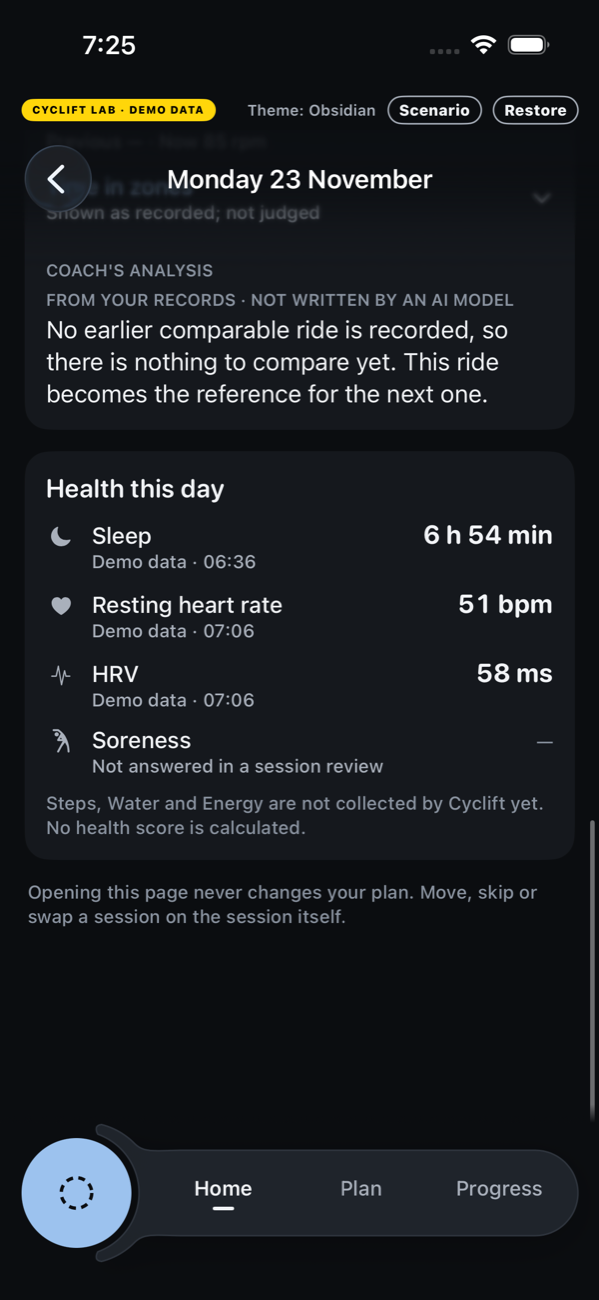 7:25
CYCLIFT LAB · DEMO DATA
Theme: Obsidian
Scenario
Restore
Monday 23 November
in zones
Shown as recorded; not judged
COACH'S ANALYSIS
FROM YOUR RECORDS · NOT WRITTEN BY AN AI MODEL
No earlier comparable ride is recorded, so
there is nothing to compare yet. This ride
becomes the reference for the next one.
Health this day
Sleep
6 h 54 min
Demo data · 06:36
Resting heart rate
51 bpm
Demo data · 07:06
HRV
58 ms
Demo data · 07:06
Soreness
—
Not answered in a session review
Steps, Water and Energy are not collected by Cyclift yet.
No health score is calculated.
Opening this page never changes your plan. Move, skip or
swap a session on the session itself.
Home
Plan
Progress